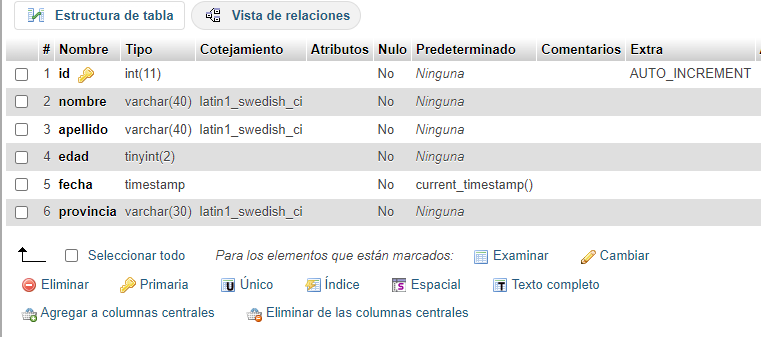 Estructura de tabla Vista de relaciones
# Nombre Tipo Cotejamiento Atributos Nulo Predeterminado Comentarios Extra
1 id int(11) No Ninguna AUTO_INCREMENT
2 nombre varchar(40) latin1_swedish_ci No Ninguna
3 apellido varchar(40) latin1_swedish_ci No Ninguna
4 edad tinyint(2) No Ninguna
5 fecha timestamp No current_timestamp()
6 provincia varchar(30) latin1_swedish_ci No Ninguna
Seleccionar todo Para los elementos que están marcados: Examinar Cambiar
Eliminar Primaria Único Índice Espacial Texto completo
Agregar a columnas centrales Eliminar de las columnas centrales